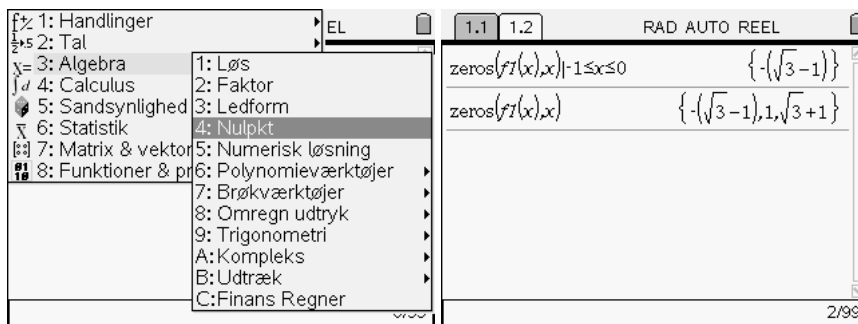 1: Handlinger
EL
2: Tal
3: Algebra
4: Calculus
5: Sandsynlighed
6: Statistik
7: Matrix & vektor
8: Funktioner & pr
1: Løs
2: Faktor
3: Ledform
4: Nulpkt
5: Numerisk løsning
6: Polynomieværktøjer
7: Brøkværktøjer
8: Omregn udtryk
9: Trigonometri
A: Kompleks
B: Udtræk
C: Finans Regner
1.1 1.2 RAD AUTO REEL
zeros(f1(x),x)|-1≤x≤0 {-(√3-1)}
zeros(f1(x),x) {-(√3-1),1,√3+1}
2/99